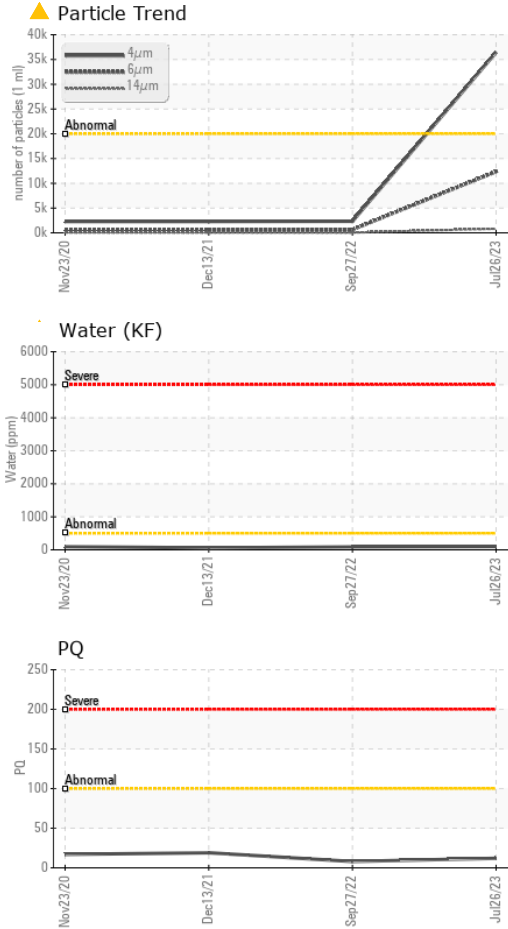 Particle Trend
40k
35k
30k
25k
20k
15k
10k
5k
0k
number of particles (1 ml)
4µm
6µm
14µm
Abnormal
Nov23/20
Dec13/21
Sep27/22
Jul26/23
Water (KF)
6000
5000
4000
3000
2000
1000
0
Water (ppm)
Severe
Abnormal
Nov23/20
Dec13/21
Sep27/22
Jul26/23
PQ
250
200
150
100
50
0
PQ
Severe
Abnormal
Nov23/20
Dec13/21
Sep27/22
Jul26/23